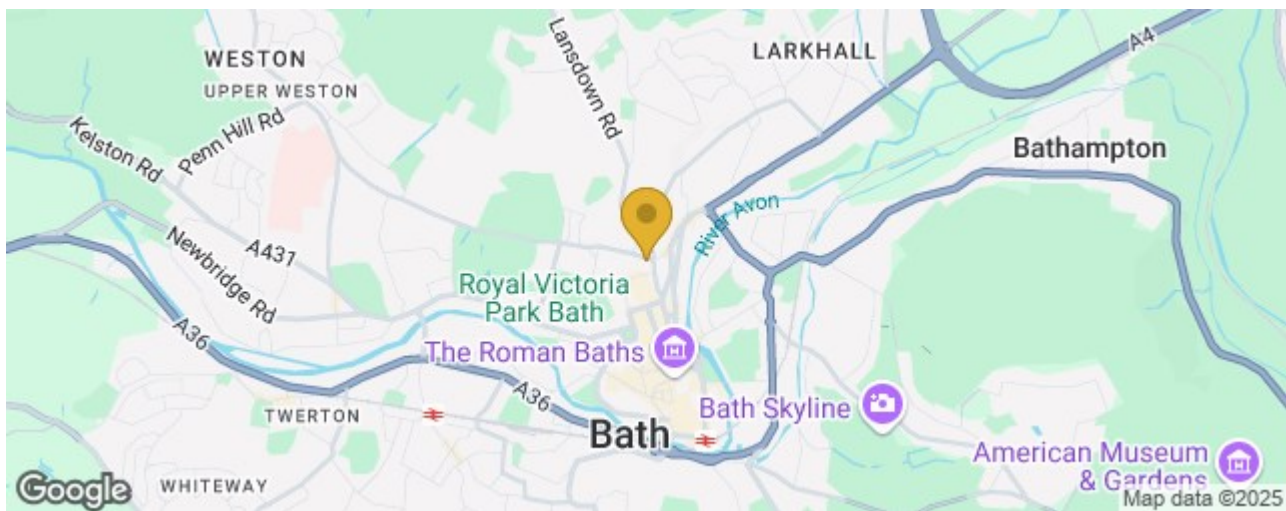 WESTON
UPPER WESTON
Lansdown Rd
LARKHALL
A4
Kelston Rd
Penn Hill Rd
Bathampton
River Avon
Newbridge Rd
A431
Royal Victoria
Park Bath
A36
The Roman Baths
A36
TWERTON
Bath
Bath Skyline
American Museum
& Gardens
WHITEWAY
Google
Map data ©2025